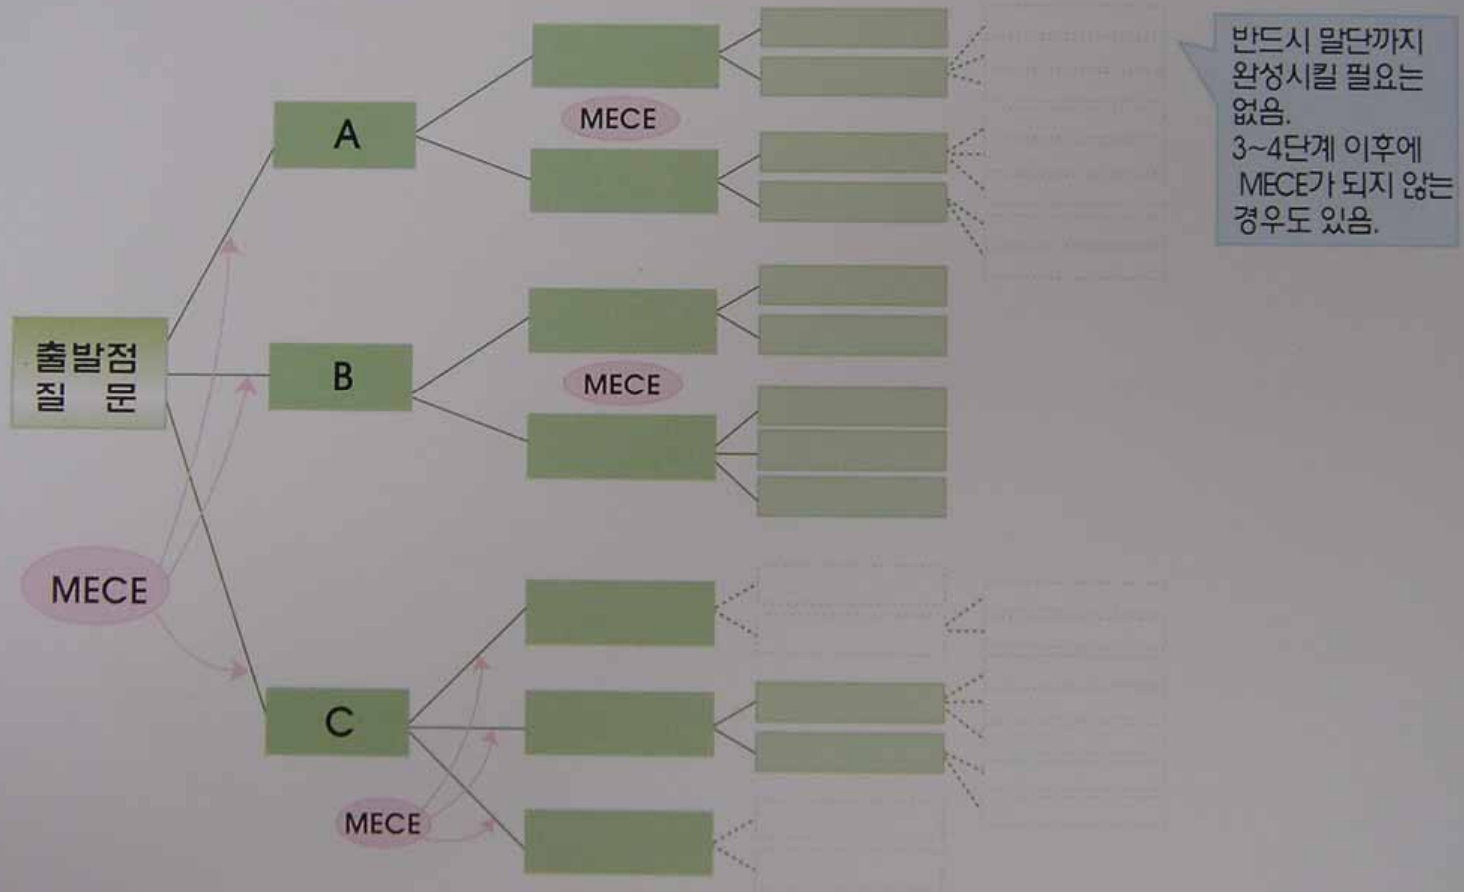 반드시 말단까지
완성시킬 필요는
없음.
3~4단계 이후에
MECE가 되지 않는
경우도 있음.
A
MECE
출발점
질 문
B
MECE
MECE
C
MECE